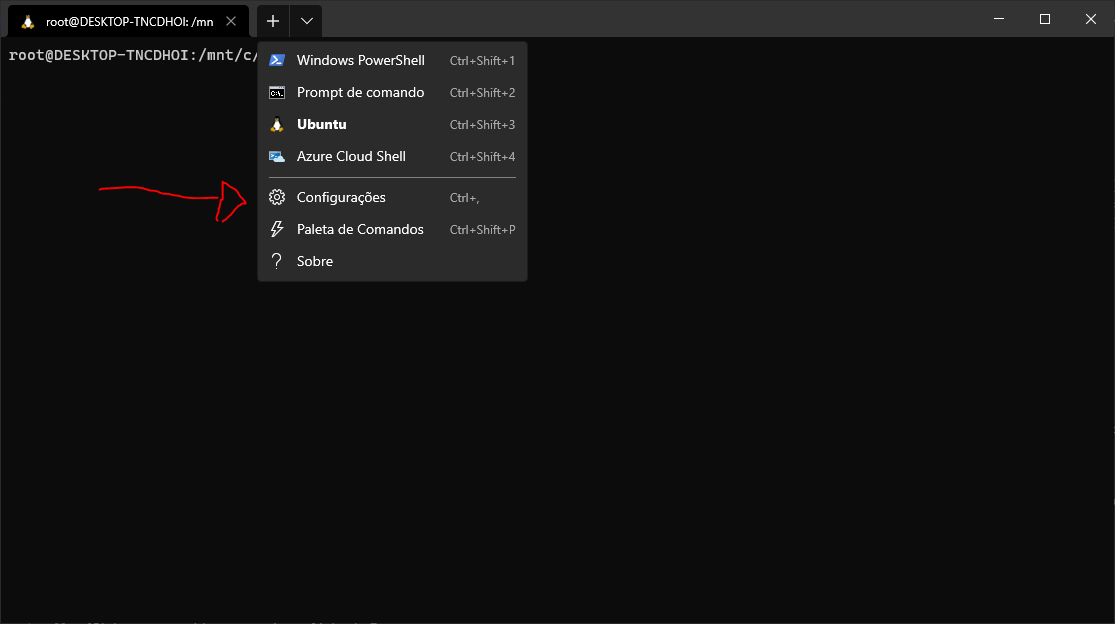 root@DESKTOP-TNCDHOI: /mn
root@DESKTOP-TNCDHOI:/mnt/c/
Windows PowerShell Ctrl+Shift+1
Prompt de comando Ctrl+Shift+2
Ubuntu Ctrl+Shift+3
Azure Cloud Shell Ctrl+Shift+4
Configurações Ctrl+,
Paleta de Comandos Ctrl+Shift+P
Sobre